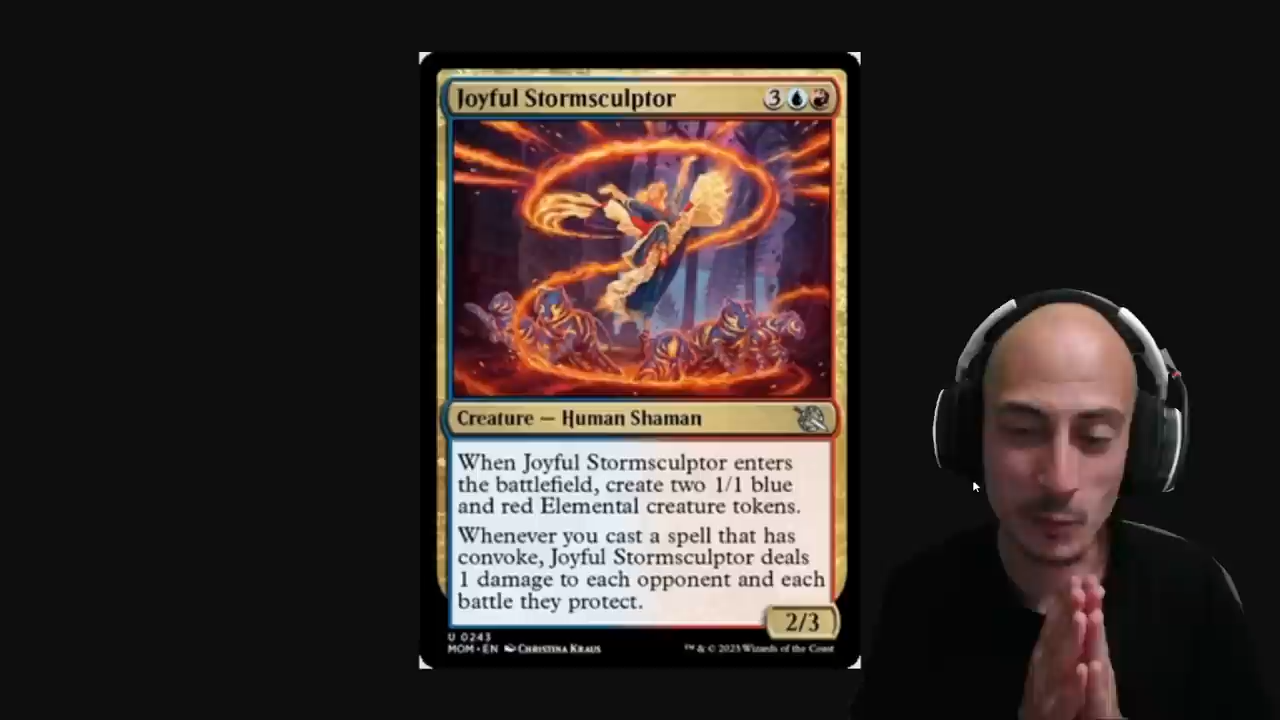 Joyful Stormsculptor 3
Creature — Human Shaman
When Joyful Stormsculptor enters
the battlefield, create two 1/1 blue
and red Elemental creature tokens.
Whenever you cast a spell that has
convoke, Joyful Stormsculptor deals
1 damage to each opponent and each
battle they protect.
2/3
U 0243
MOM • EN Christina Kraus
™ & © 2023 Wizards of the Coast